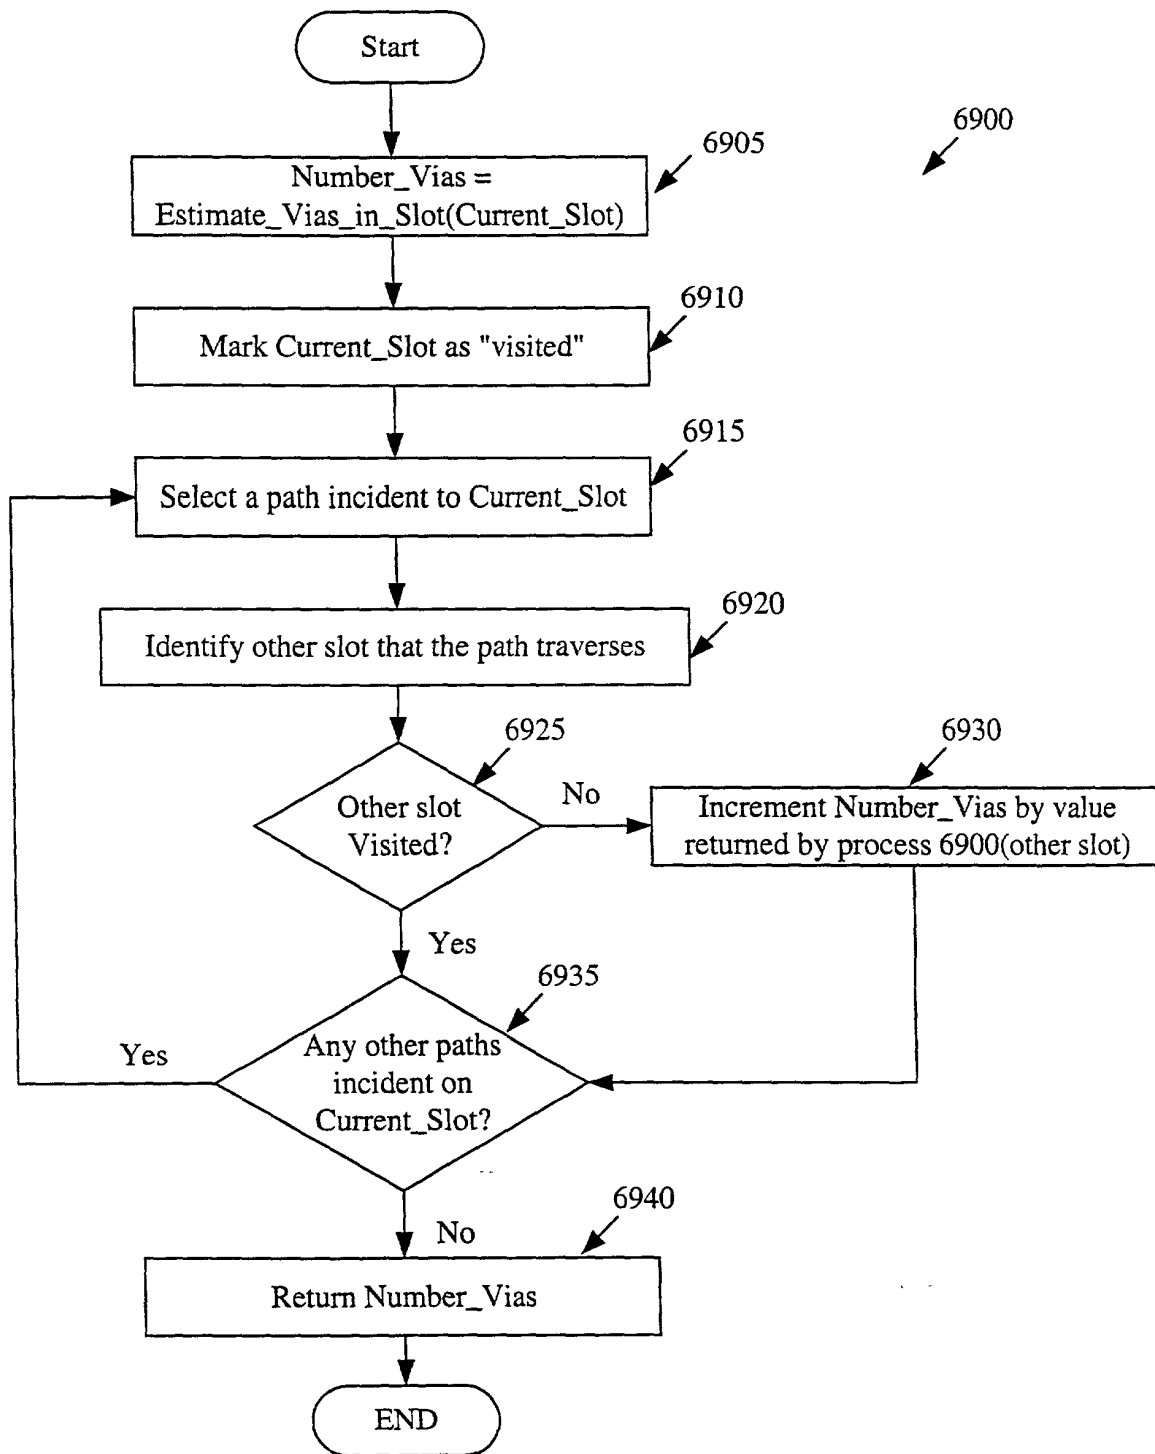 Start
6900
6905
Number_Vias =
Estimate_Vias_in_Slot(Current_Slot)
6910
Mark Current_Slot as "visited"
6915
Select a path incident to Current_Slot
6920
Identify other slot that the path traverses
6925
Other slot
Visited?
No
6930
Increment Number_Vias by value
returned by process 6900(other slot)
Yes
6935
Any other paths
incident on
Current_Slot?
Yes
No
6940
Return Number_Vias
END